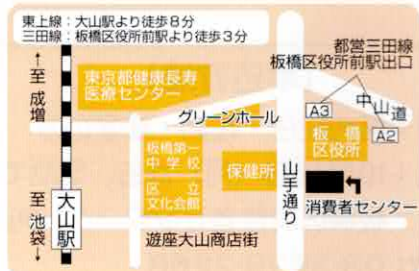 東上線：大山駅より徒歩８分
三田線：板橋区役所前駅より徒歩３分
都営三田線
板橋区役所前駅出口
←至 成増
東京都健康長寿
医療センター
中山道
A3
A2
グリーンホール
板橋第一
中学校
保健所
板橋
区役所
山手通り
区立
文化会館
消費者センター
大山駅
至 池袋→
遊座大山商店街